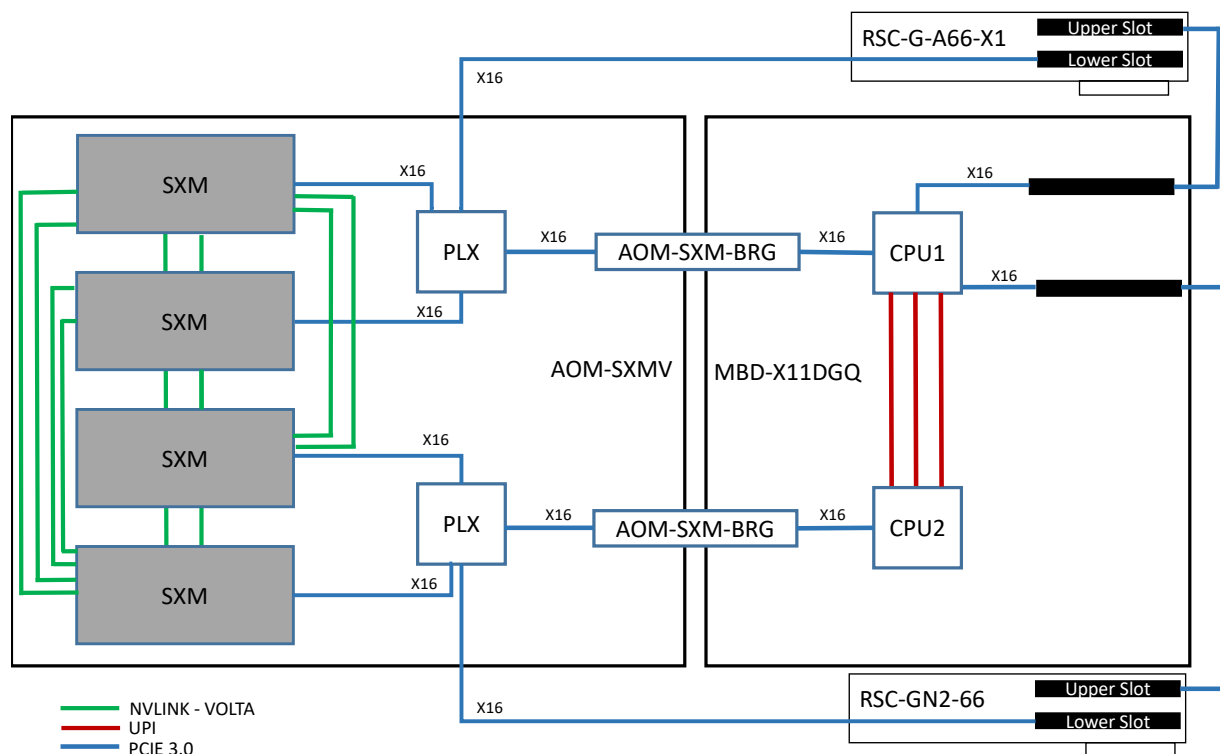 RSC-G-A66-X1
Upper Slot
Lower Slot
X16
SXM
X16
X16
PLX
X16
AOM-SXM-BRG
X16
CPU1
X16
SXM
X16
AOM-SXMV
MBD-X11DGQ
SXM
X16
PLX
X16
AOM-SXM-BRG
X16
CPU2
SXM
X16
RSC-GN2-66
Upper Slot
Lower Slot
X16
NVLINK - VOLTA
UPI
PCIE 3.0